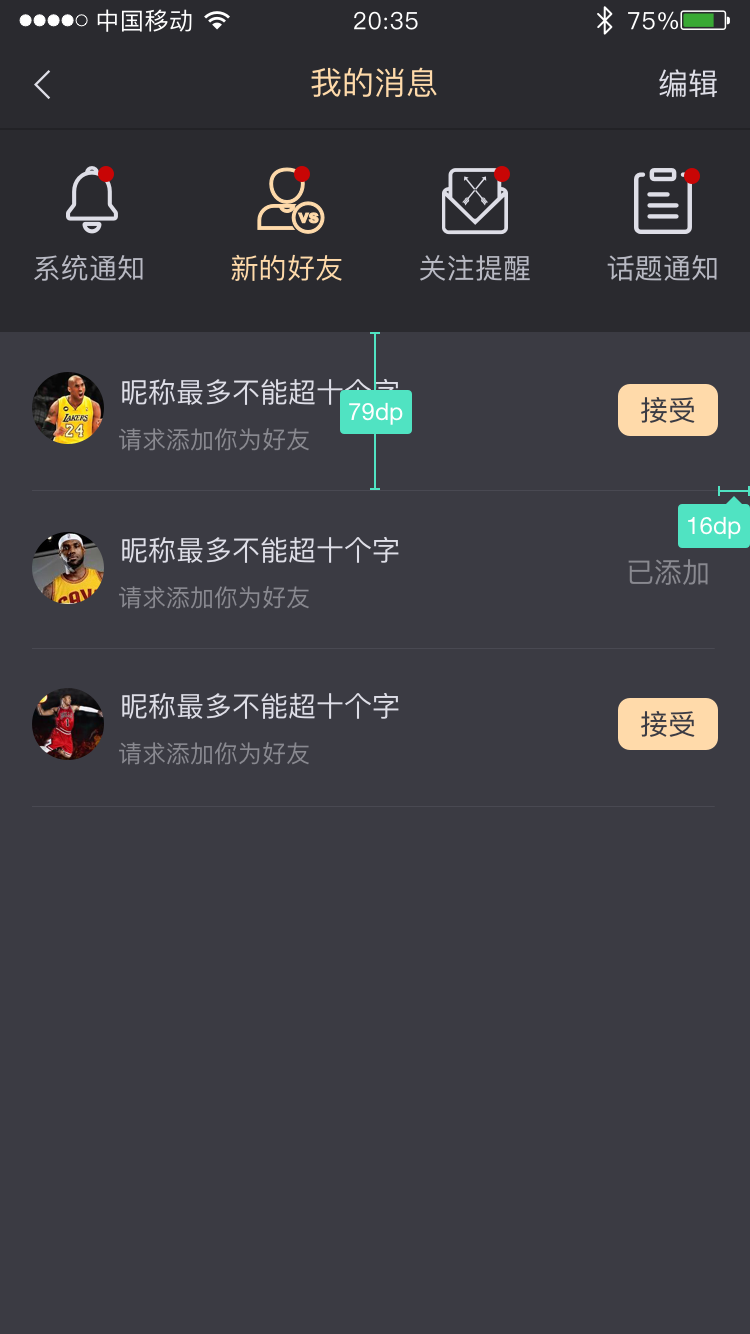 中国移动 20:35 75%
我的消息 编辑
VS
系统通知 新的好友 关注提醒 话题通知
昵称最多不能超十个字
79dp
接受
LAKERS
24
请求添加你为好友
16dp
昵称最多不能超十个字
已添加
CAV
请求添加你为好友
昵称最多不能超十个字
接受
请求添加你为好友